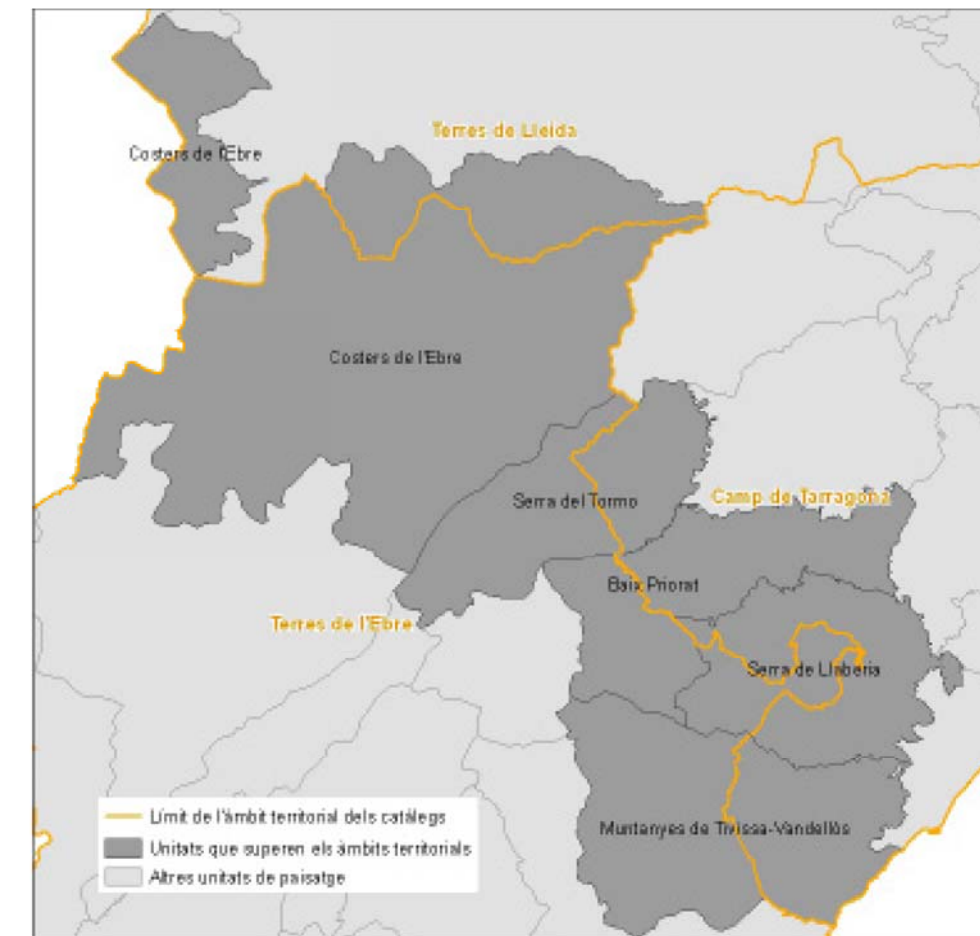 Terres de Lleida
Costers de l'Ebre
Costers de l'Ebre
Serra del Tormo
Camp de Tarragona
Baix Priorat
Terres de l'Ebre
Serra de Llaberia
Muntanyes de Tivissa-Vandellòs
Límit de l'àmbit territorial dels catàlegs
Unitats que superen els àmbits territorials
Altres unitats de paisatge